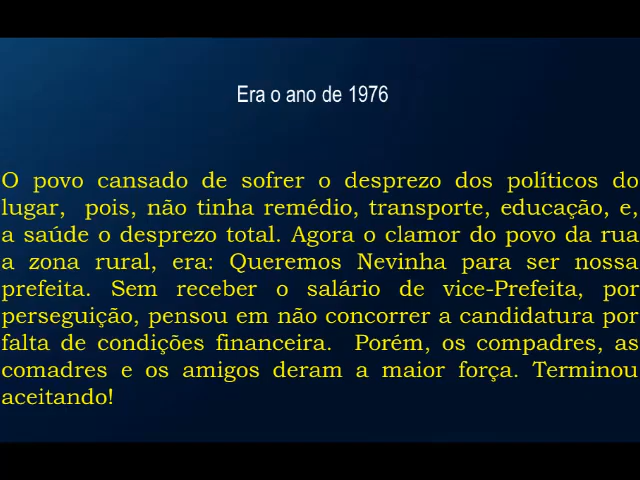 Era o ano de 1976
O povo cansado de sofrer o desprezo dos políticos do
lugar, pois, não tinha remédio, transporte, educação, e,
a saúde o desprezo total. Agora o clamor do povo da rua
a zona rural, era: Queremos Nevinha para ser nossa
prefeita. Sem receber o salário de vice-Prefeita, por
perseguição, pensou em não concorrer a candidatura por
falta de condições financeira. Porém, os compadres, as
comadres e os amigos deram a maior força. Terminou
aceitando!